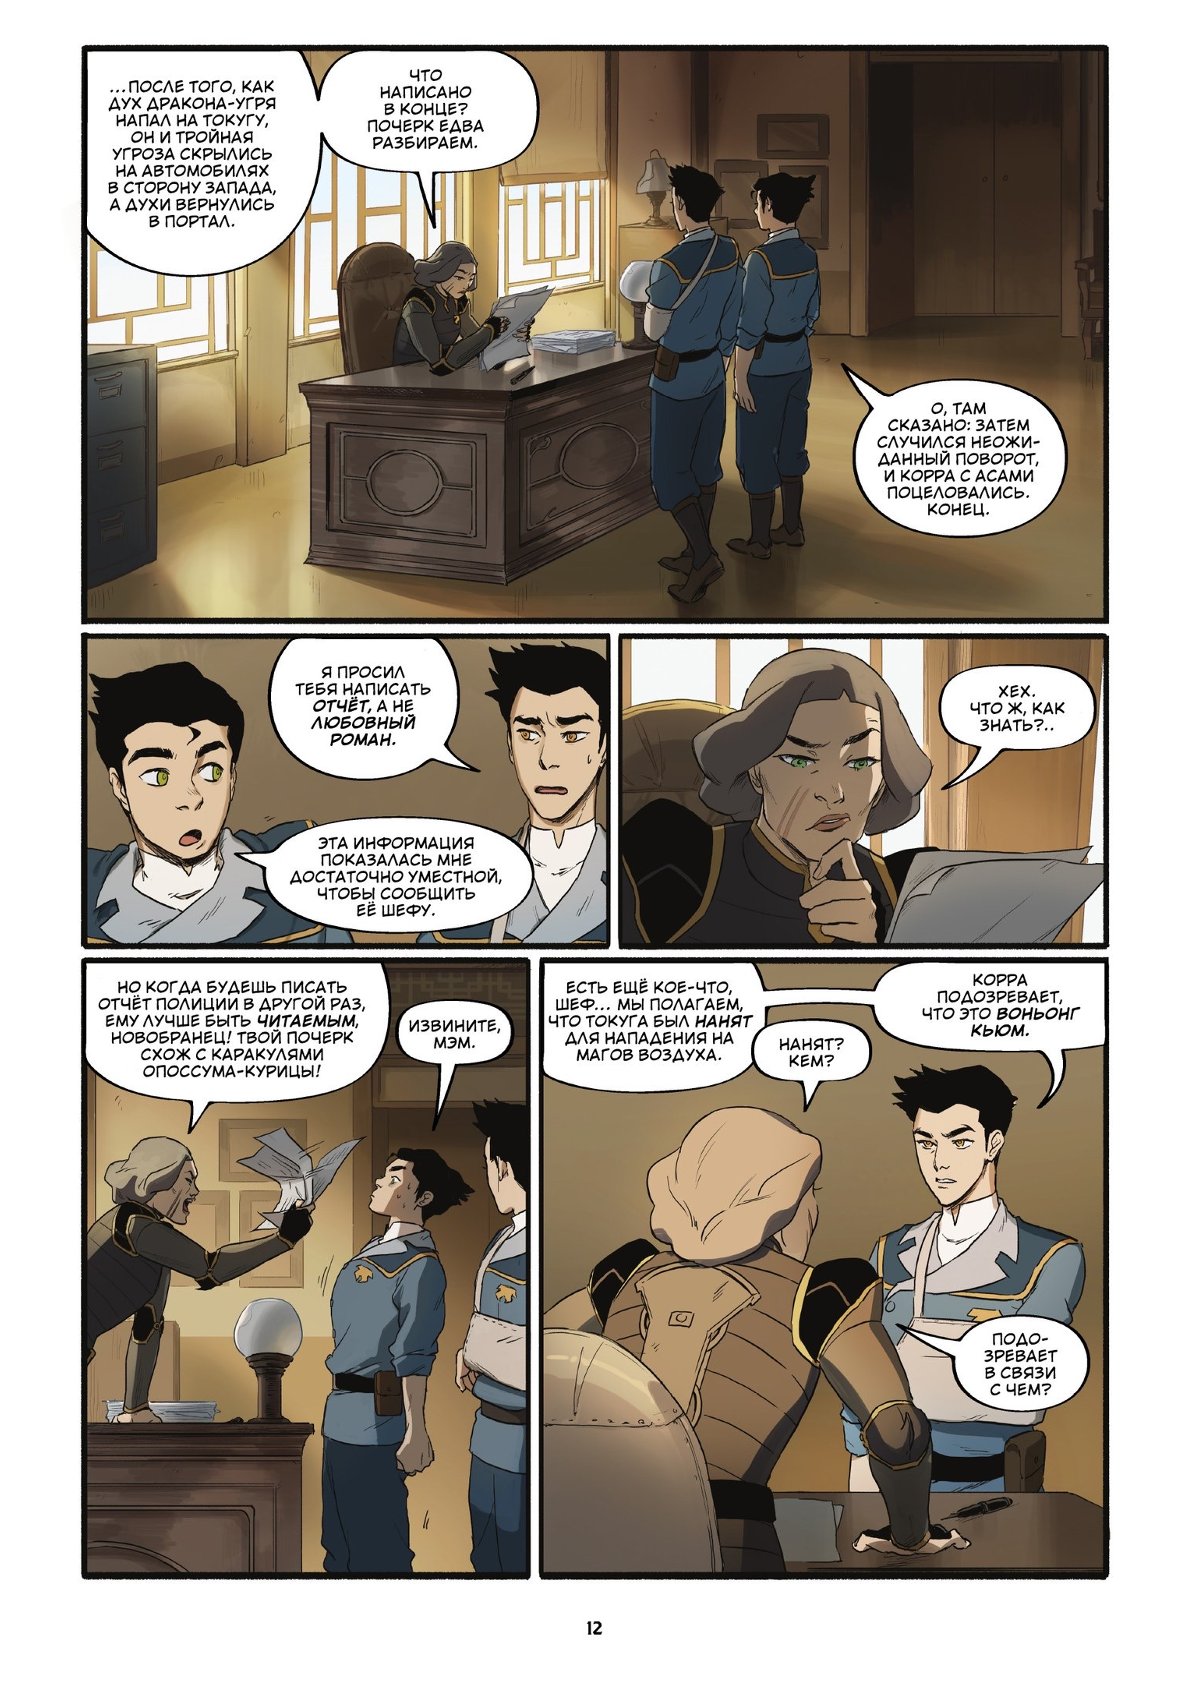 ...ПОСЛЕ ТОГО, КАК
ДУХ ДРАКОНА-УГРЯ
НАПАЛ НА ТОКУГУ,
ОН И ТРОЙНАЯ
УГРОЗА СКРЫЛИСЬ
НА АВТОМОБИЛЯХ
В СТОРОНУ ЗАПАДА,
А ДУХИ ВЕРНУЛИСЬ
В ПОРТАЛ.
ЧТО
НАПИСАНО
В КОНЦЕ?
ПОЧЕРК ЕДВА
РАЗБИРАЕМ.
О, ТАМ
СКАЗАНО: ЗАТЕМ
СЛУЧИЛСЯ НЕОЖИ-
ДАННЫЙ ПОВОРОТ,
И КОРРА С АСАМИ
ПОЦЕЛОВАЛИСЬ.
КОНЕЦ.
Я ПРОСИЛ
ТЕБЯ НАПИСАТЬ
ОТЧЁТ, А НЕ
ЛЮБОВНЫЙ
РОМАН.
ЭТА ИНФОРМАЦИЯ
ПОКАЗАЛАСЬ МНЕ
ДОСТАТОЧНО УМЕСТНОЙ,
ЧТОБЫ СООБЩИТЬ
ЕЁ ШЕФУ.
ХЕХ.
ЧТО Ж, КАК
ЗНАТЬ?..
НО КОГДА БУДЕШЬ ПИСАТЬ
ОТЧЁТ ПОЛИЦИИ В ДРУГОЙ РАЗ,
ЕМУ ЛУЧШЕ БЫТЬ ЧИТАЕМЫМ,
НОВОБРАНЕЦ! ТВОЙ ПОЧЕРК
СХОЖ С КАРАКУЛЯМИ
ОПОССУМА-КУРИЦЫ!
ИЗВИНИТЕ,
МЭМ.
ЕСТЬ ЕЩЁ КОЕ-ЧТО,
ШЕФ... МЫ ПОЛАГАЕМ,
ЧТО ТОКУГА БЫЛ НАНЯТ
ДЛЯ НАПАДЕНИЯ НА
МАГОВ ВОЗДУХА.
НАНЯТ?
КЕМ?
КОРРА
ПОДОЗРЕВАЕТ,
ЧТО ЭТО ВОНЬОНГ
КЬЮМ.
ПОДО-
ЗРЕВАЕТ
В СВЯЗИ
С ЧЕМ?
12